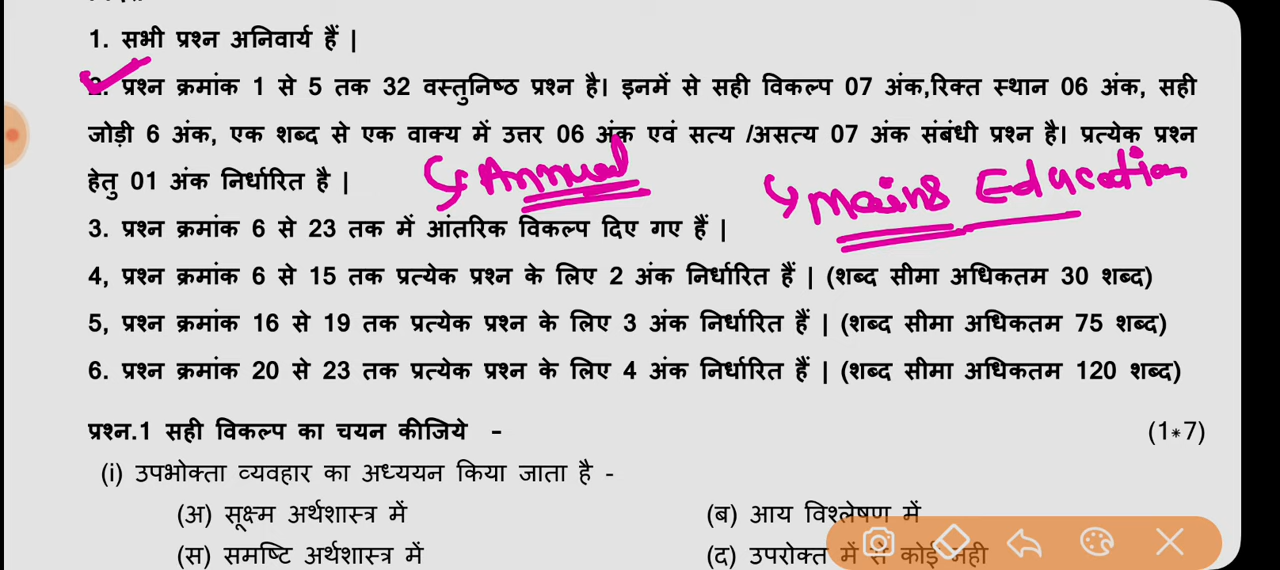 1. सभी प्रश्न अनिवार्य हैं |
2. प्रश्न क्रमांक 1 से 5 तक 32 वस्तुनिष्ठ प्रश्न है। इनमें से सही विकल्प 07 अंक,रिक्त स्थान 06 अंक, सही
जोड़ी 6 अंक, एक शब्द से एक वाक्य में उत्तर 06 अंक एवं सत्य /असत्य 07 अंक संबंधी प्रश्न है। प्रत्येक प्रश्न
हेतु 01 अंक निर्धारित है |
Annual
Mains Education
3. प्रश्न क्रमांक 6 से 23 तक में आंतरिक विकल्प दिए गए हैं |
4, प्रश्न क्रमांक 6 से 15 तक प्रत्येक प्रश्न के लिए 2 अंक निर्धारित हैं | (शब्द सीमा अधिकतम 30 शब्द)
5, प्रश्न क्रमांक 16 से 19 तक प्रत्येक प्रश्न के लिए 3 अंक निर्धारित हैं | (शब्द सीमा अधिकतम 75 शब्द)
6. प्रश्न क्रमांक 20 से 23 तक प्रत्येक प्रश्न के लिए 4 अंक निर्धारित हैं | (शब्द सीमा अधिकतम 120 शब्द)
प्रश्न.1 सही विकल्प का चयन कीजिये - (1*7)
(i) उपभोक्ता व्यवहार का अध्ययन किया जाता है -
(अ) सूक्ष्म अर्थशास्त्र में (ब) आय विश्लेषण में
(स) समष्टि अर्थशास्त्र में (द) उपरोक्त में से कोई नही